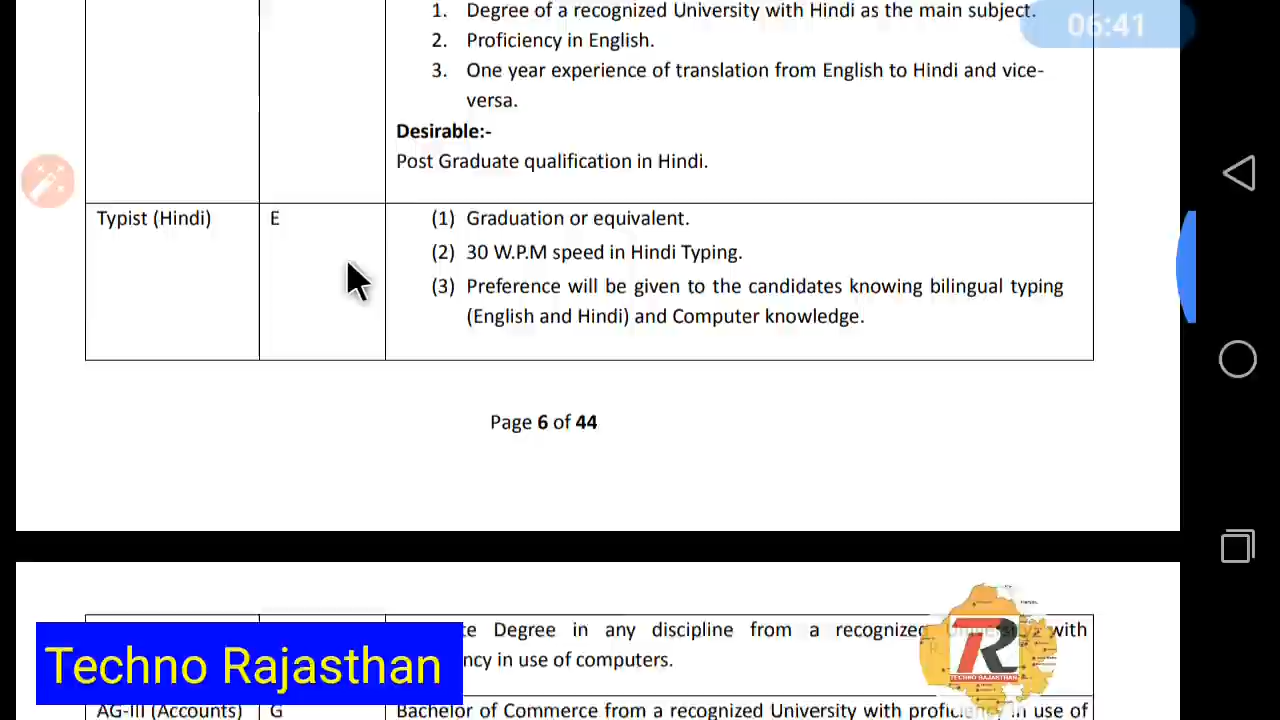 1. Degree of a recognized University with Hindi as the main subject.
06:41
2. Proficiency in English.
3. One year experience of translation from English to Hindi and vice-
versa.
Desirable:-
Post Graduate qualification in Hindi.
Typist (Hindi) E (1) Graduation or equivalent.
(2) 30 W.P.M speed in Hindi Typing.
(3) Preference will be given to the candidates knowing bilingual typing
(English and Hindi) and Computer knowledge.
Page 6 of 44
Degree in any discipline from a recognized University with
in use of computers.
Techno Rajasthan
TR
TECHNO RAJASTHAN
AG-III (Accounts) G Bachelor of Commerce from a recognized University with proficiency in use of